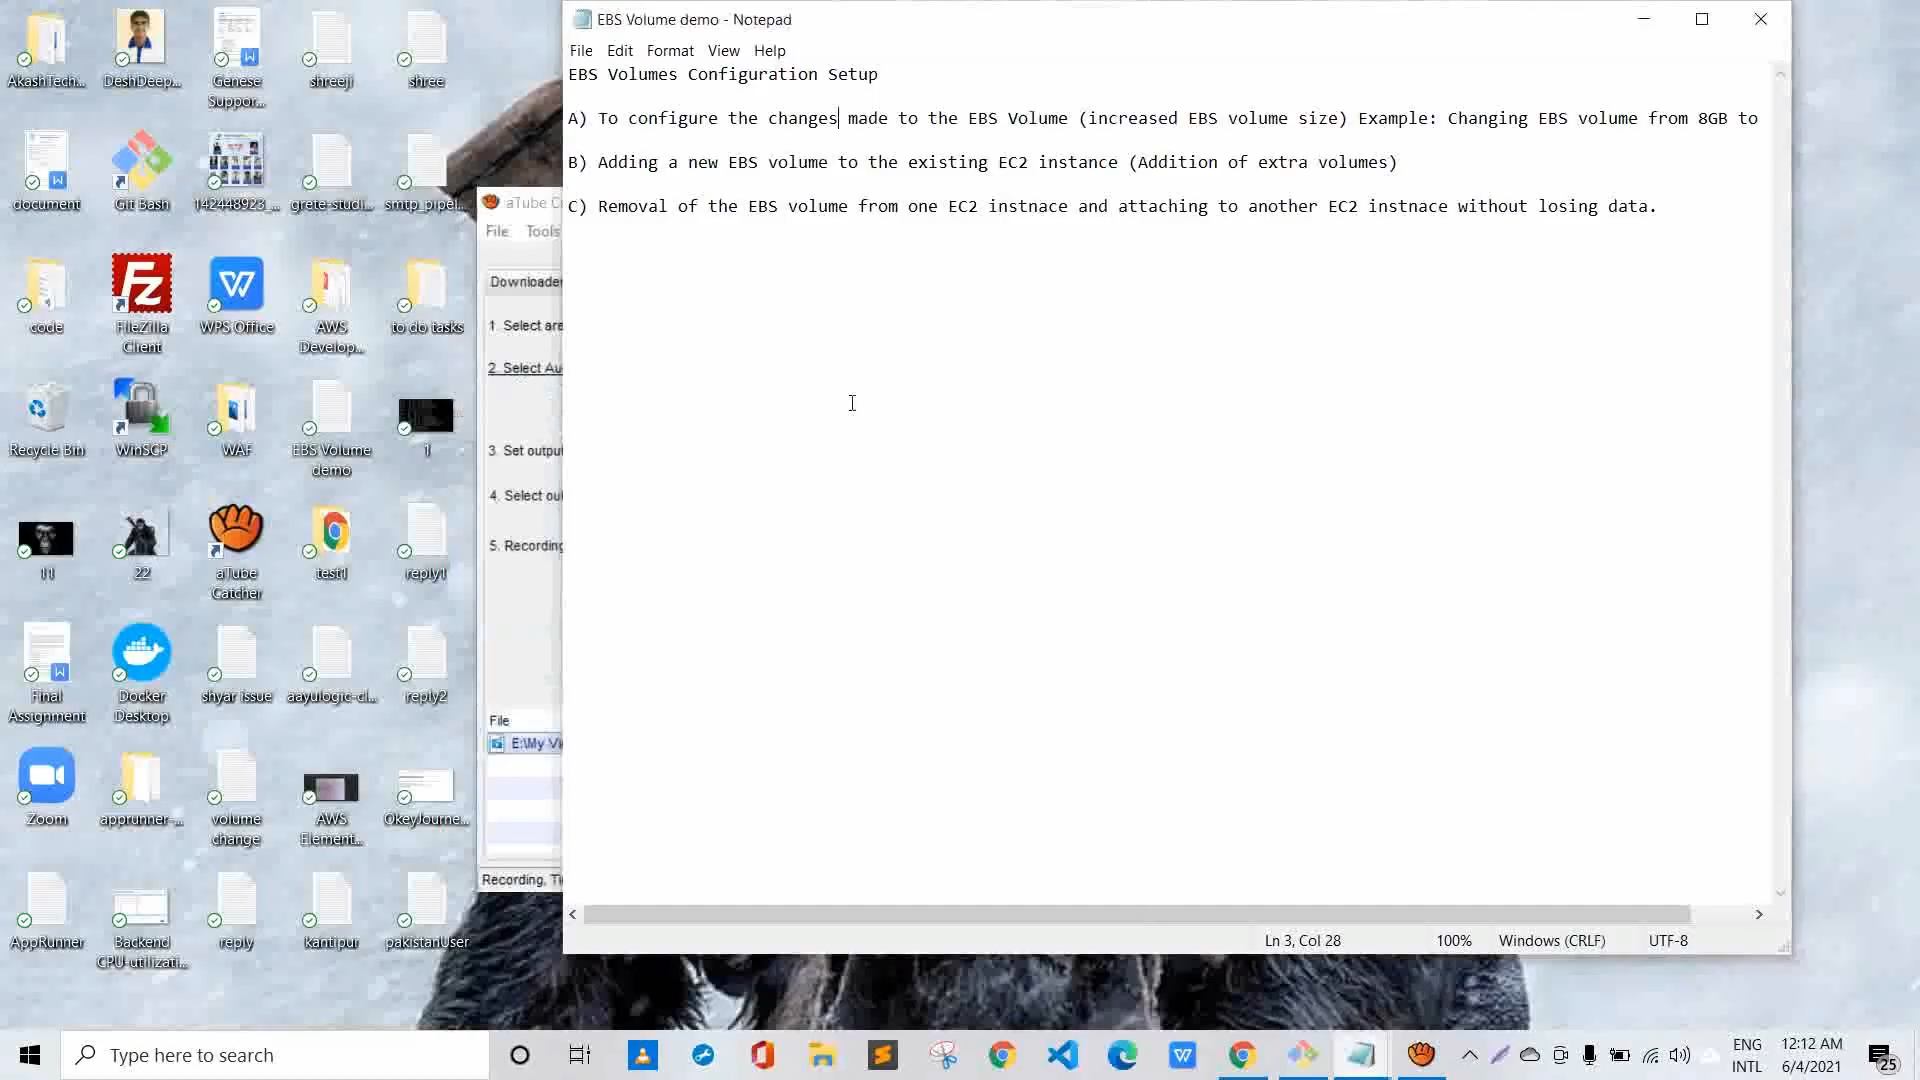 EBS Volume demo - Notepad
File Edit Format View Help
EBS Volumes Configuration Setup
A) To configure the changes made to the EBS Volume (increased EBS volume size) Example: Changing EBS volume from 8GB to
B) Adding a new EBS volume to the existing EC2 instance (Addition of extra volumes)
C) Removal of the EBS volume from one EC2 instnace and attaching to another EC2 instnace without losing data.
Ln 3, Col 28 100% Windows (CRLF) UTF-8
AkashTech... DeshDeep... Genese Suppor... shreeji shree
document Git Bash 142448923_... grete-studi... smtp_pipel...
code FileZilla Client WPS Office AWS Develop... to do tasks
Recycle Bin WinSCP WAF EBS Volume demo 1
11 22 aTube Catcher test1 reply1
Final Assignment Docker Desktop shyar issue aayulogic-cl... reply2
Zoom apprunner-... volume change AWS Element... OkeyJourne...
AppRunner Backend CPU-utilizati... reply kantipur pakistanUser
aTube C
File Tools
Downloader
1. Select are
2. Select Au
3. Set output
4. Select ou
5. Recording
File
E:\My Vi
Recording, Ti
Type here to search
ENG
INTL
12:12 AM
6/4/2021
25